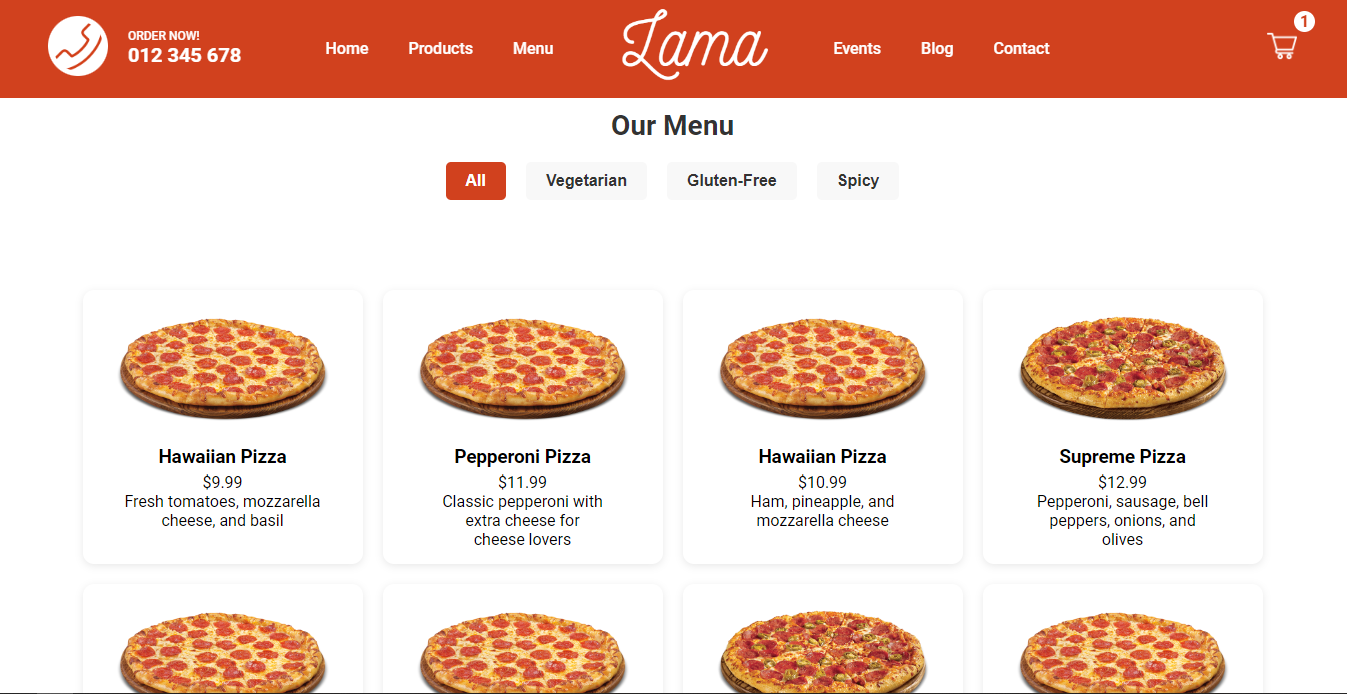 ORDER NOW!
012 345 678
Home
Products
Menu
Lama
Events
Blog
Contact
1
Our Menu
All
Vegetarian
Gluten-Free
Spicy
Hawaiian Pizza
$9.99
Fresh tomatoes, mozzarella
cheese, and basil
Pepperoni Pizza
$11.99
Classic pepperoni with
extra cheese for
cheese lovers
Hawaiian Pizza
$10.99
Ham, pineapple, and
mozzarella cheese
Supreme Pizza
$12.99
Pepperoni, sausage, bell
peppers, onions, and
olives